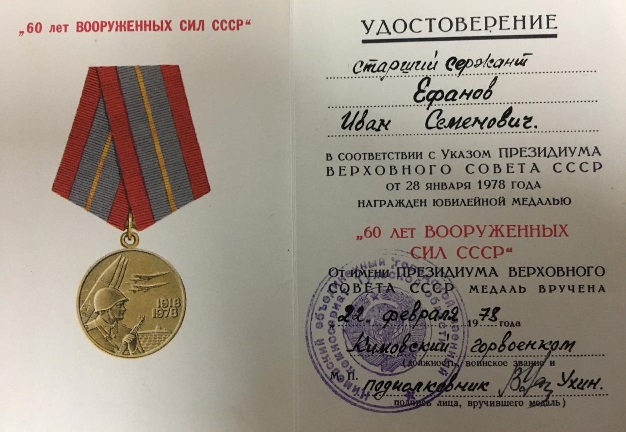 „60 лет ВООРУЖЕННЫХ СИЛ СССР“
1918
1978
УДОСТОВЕРЕНИЕ
старший сержант
Ефанов
Иван Семенович.
В СООТВЕТСТВИИ С УКАЗОМ ПРЕЗИДИУМА
ВЕРХОВНОГО СОВЕТА СССР
ОТ 28 ЯНВАРЯ 1978 ГОДА
НАГРАЖДЕН ЮБИЛЕЙНОЙ МЕДАЛЬЮ
„60 ЛЕТ ВООРУЖЕННЫХ
СИЛ СССР“
ОТ ИМЕНИ ПРЕЗИДИУМА ВЕРХОВНОГО
СОВЕТА СССР МЕДАЛЬ ВРУЧЕНА
22 февраля 1978 года
Кимовский горвоенком
(должность, воинское звание и
М. П. подполковник Ухин.
подпись лица, вручившего медаль)